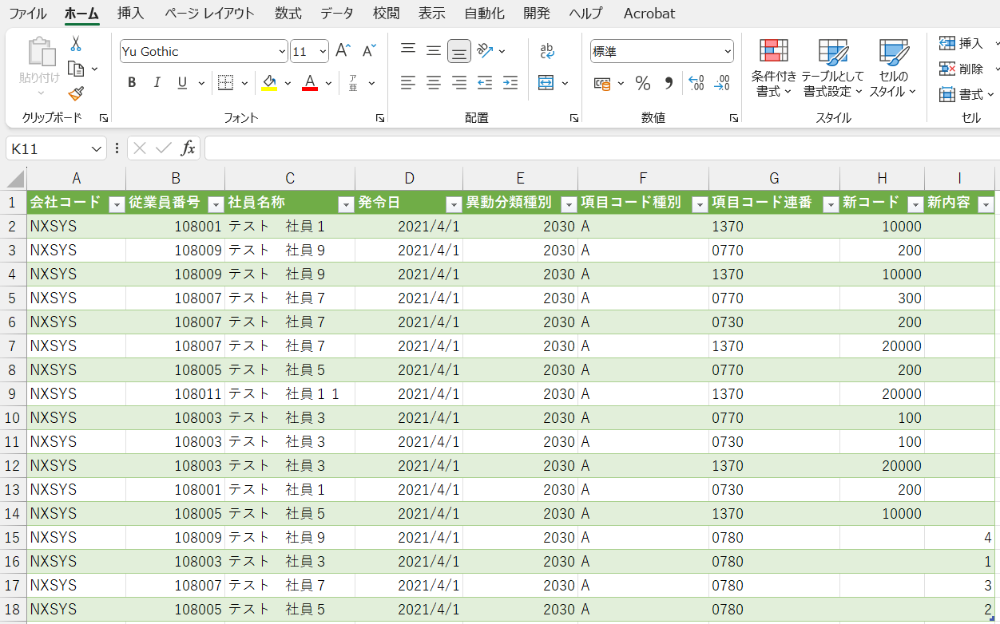 ファイル ホーム 挿入 ページ レイアウト 数式 データ 校閲 表示 自動化 開発 ヘルプ Acrobat
Yu Gothic 11 A A ab c 標準 挿入
貼り付け B I U A ア 亜 % 条件付き 書式 テーブルとして 書式設定 セルの スタイル 削除
書式
クリップボード フォント 配置 数値 スタイル セル
K11 fx
A B C D E F G H I
1 会社コード 従業員番号 社員名称 発令日 異動分類種別 項目コード種別 項目コード連番 新コード 新内容
2 NXSYS 108001 テスト 社員1 2021/4/1 2030 A 1370 10000
3 NXSYS 108009 テスト 社員9 2021/4/1 2030 A 0770 200
4 NXSYS 108009 テスト 社員9 2021/4/1 2030 A 1370 10000
5 NXSYS 108007 テスト 社員7 2021/4/1 2030 A 0770 300
6 NXSYS 108007 テスト 社員7 2021/4/1 2030 A 0730 200
7 NXSYS 108007 テスト 社員7 2021/4/1 2030 A 1370 20000
8 NXSYS 108005 テスト 社員5 2021/4/1 2030 A 0770 200
9 NXSYS 108011 テスト 社員11 2021/4/1 2030 A 1370 20000
10 NXSYS 108003 テスト 社員3 2021/4/1 2030 A 0770 100
11 NXSYS 108003 テスト 社員3 2021/4/1 2030 A 0730 100
12 NXSYS 108003 テスト 社員3 2021/4/1 2030 A 1370 20000
13 NXSYS 108001 テスト 社員1 2021/4/1 2030 A 0730 200
14 NXSYS 108005 テスト 社員5 2021/4/1 2030 A 1370 10000
15 NXSYS 108009 テスト 社員9 2021/4/1 2030 A 0780 4
16 NXSYS 108003 テスト 社員3 2021/4/1 2030 A 0780 1
17 NXSYS 108007 テスト 社員7 2021/4/1 2030 A 0780 3
18 NXSYS 108005 テスト 社員5 2021/4/1 2030 A 0780 2